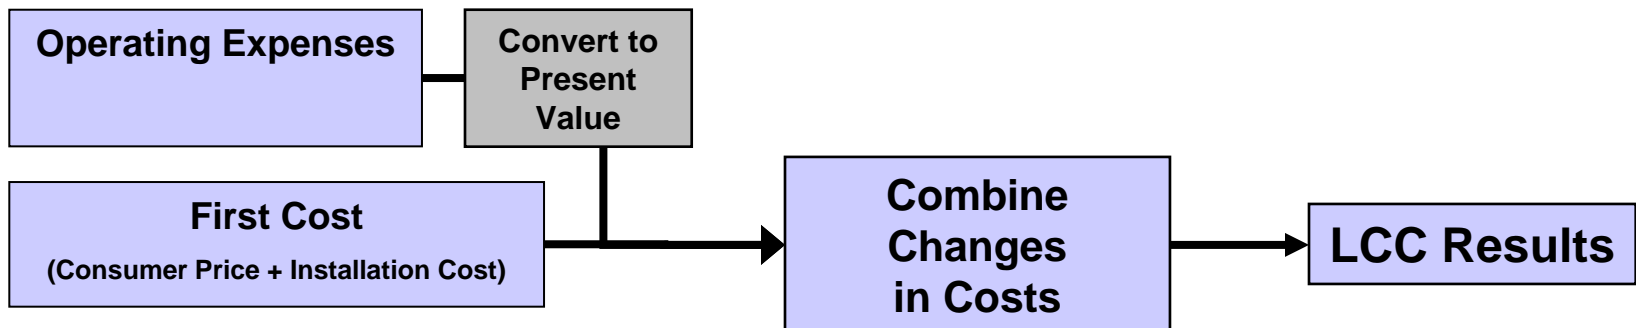 Operating Expenses
Convert to
Present
Value
First Cost
(Consumer Price + Installation Cost)
Combine
Changes
in Costs
LCC Results